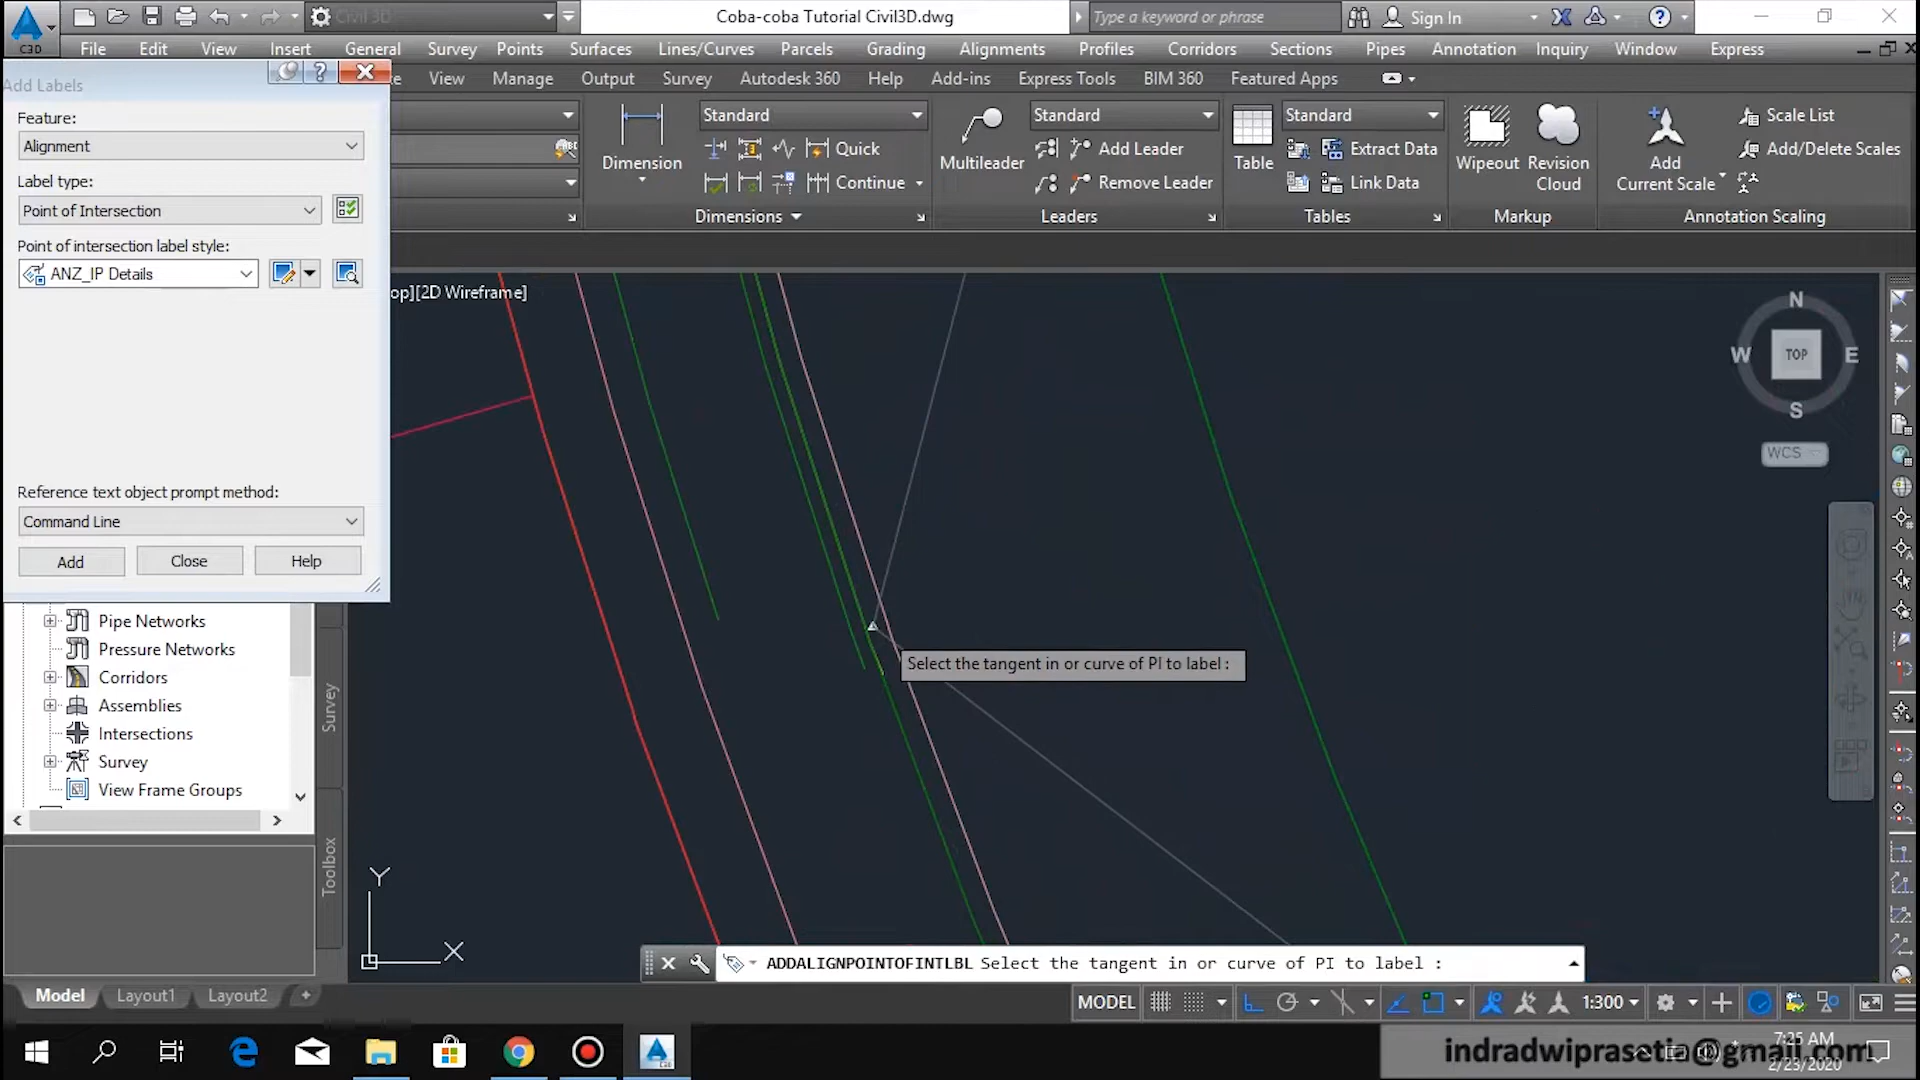 C3D
Civil 3D
Coba-coba Tutorial Civil3D.dwg
Type a keyword or phrase
Sign In
File Edit View Insert General Survey Points Surfaces Lines/Curves Parcels Grading Alignments Profiles Corridors Sections Pipes Annotation Inquiry Window Express
View Manage Output Survey Autodesk 360 Help Add-ins Express Tools BIM 360 Featured Apps
Add Labels
Feature:
Alignment
Label type:
Point of Intersection
Point of intersection label style:
ANZ_IP Details
Reference text object prompt method:
Command Line
Add Close Help
Dimension
Standard
Quick
Continue
Dimensions
Multileader
Standard
Add Leader
Remove Leader
Leaders
Table
Standard
Extract Data
Link Data
Tables
Wipeout
Revision
Cloud
Markup
Add
Current Scale
Scale List
Add/Delete Scales
Annotation Scaling
op][2D Wireframe]
N
W TOP E
S
WCS
Select the tangent in or curve of PI to label :
Pipe Networks
Pressure Networks
Corridors
Assemblies
Intersections
Survey
View Frame Groups
Survey
Toolbox
Y
X
ADDALIGNPOINTOFINTLBL Select the tangent in or curve of PI to label :
Model Layout1 Layout2 +
MODEL
1:300
7:25 AM
indradwiprasetia@gmail.com
2/23/2020